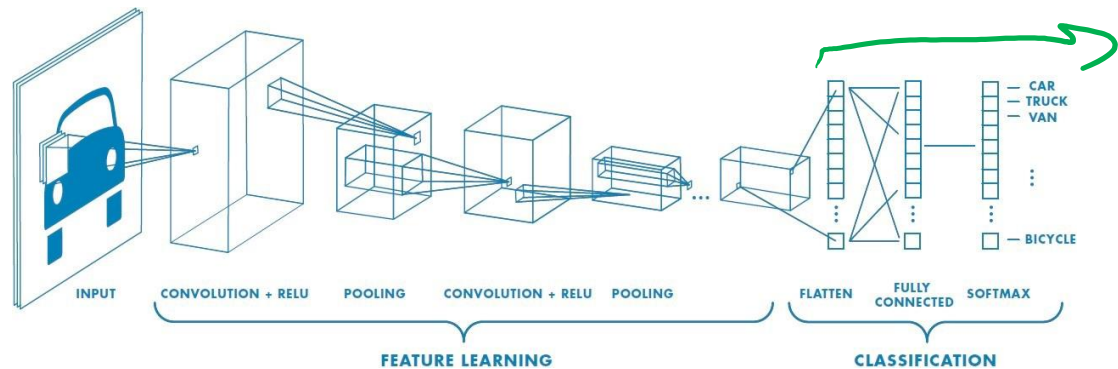 CAR
TRUCK
VAN
BICYCLE
INPUT
CONVOLUTION + RELU
POOLING
CONVOLUTION + RELU
POOLING
FLATTEN
FULLY
CONNECTED
SOFTMAX
FEATURE LEARNING
CLASSIFICATION